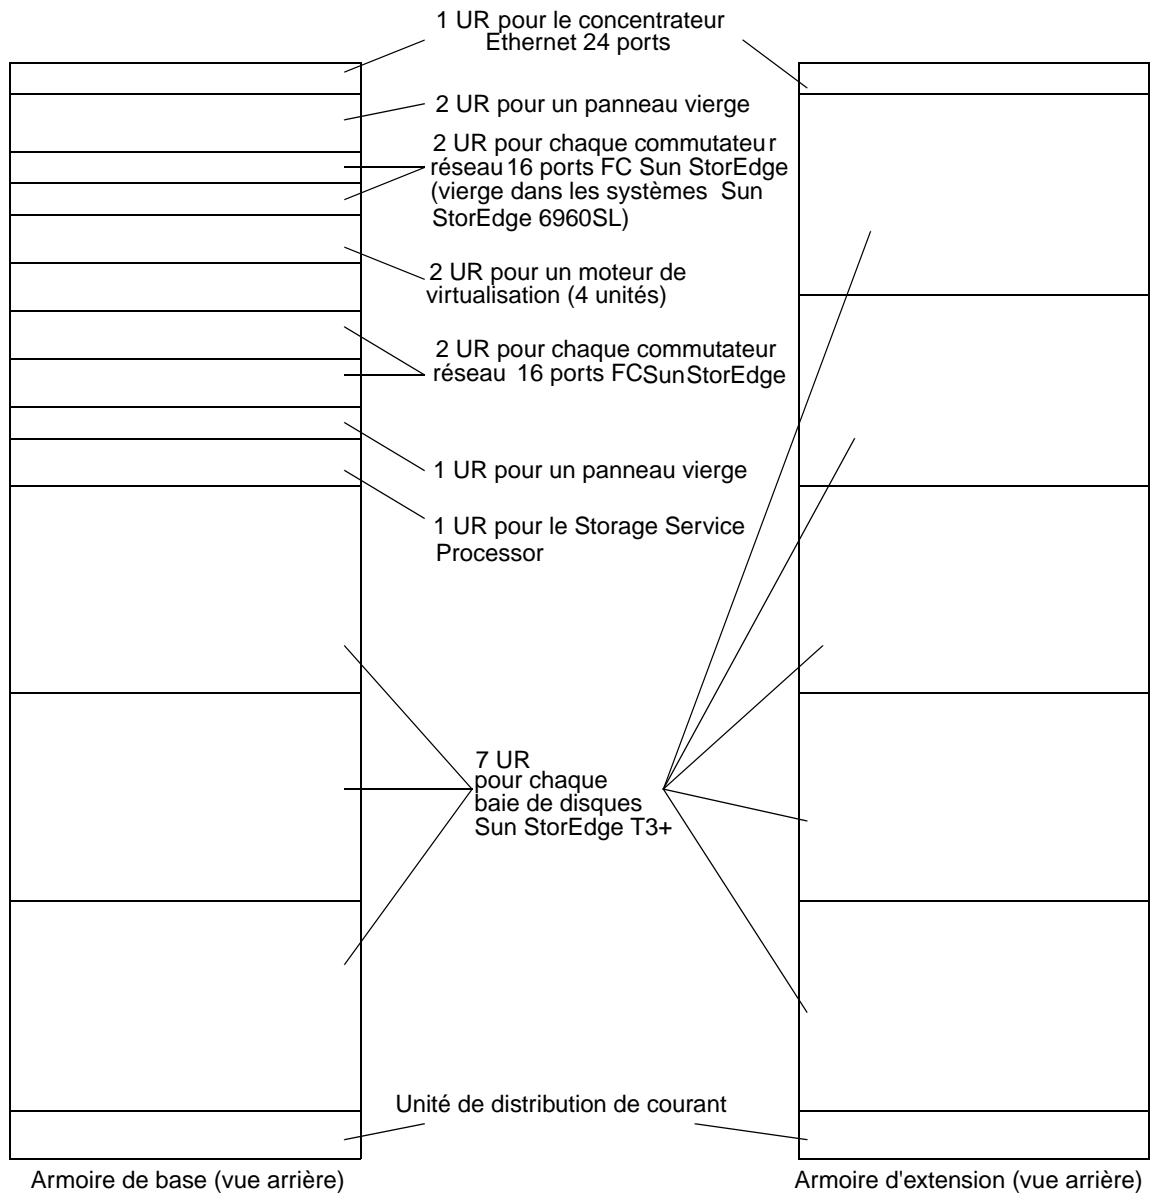 1 UR pour le concentrateur
Ethernet 24 ports
2 UR pour un panneau vierge
2 UR pour chaque commutateur
réseau 16 ports FC Sun StorEdge
(vierge dans les systèmes Sun
StorEdge 6960SL)
2 UR pour un moteur de
virtualisation (4 unités)
2 UR pour chaque commutateur
réseau 16 ports FC Sun StorEdge
1 UR pour un panneau vierge
1 UR pour le Storage Service
Processor
7 UR
pour chaque
baie de disques
Sun StorEdge T3+
Unité de distribution de courant
Armoire de base (vue arrière)
Armoire d'extension (vue arrière)